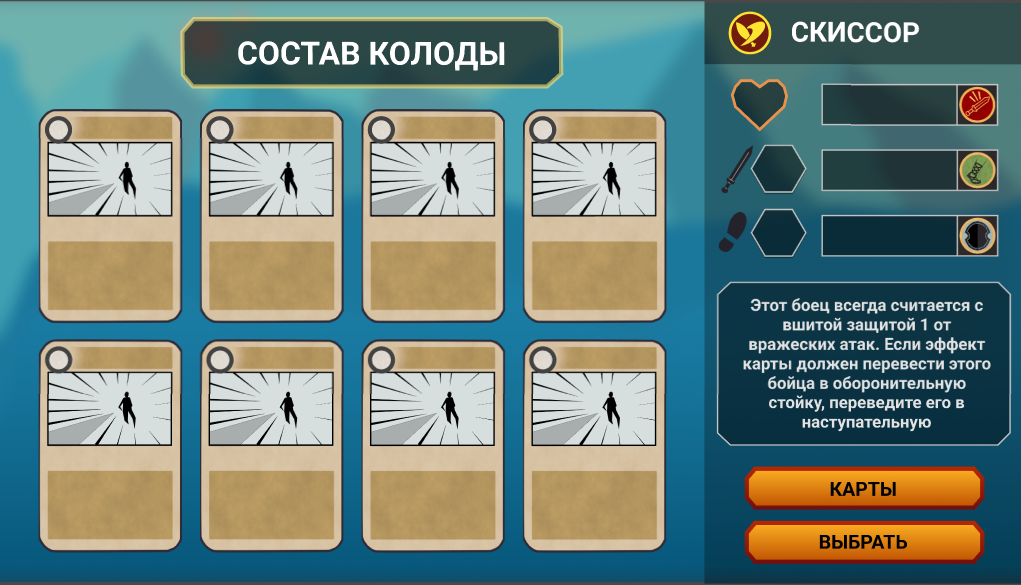 СОСТАВ КОЛОДЫ
СКИССОР
Этот боец всегда считается с
вшитой защитой 1 от
вражеских атак. Если эффект
карты должен перевести этого
бойца в оборонительную
стойку, переведите его в
наступательную
КАРТЫ
ВЫБРАТЬ